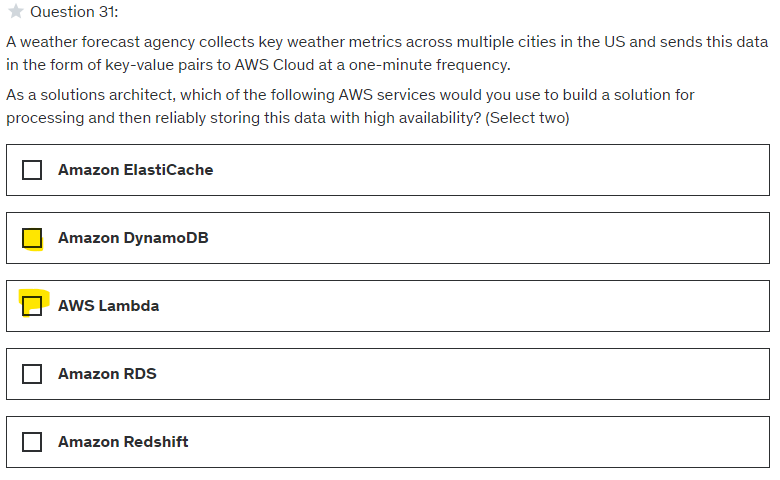 Question 31:
A weather forecast agency collects key weather metrics across multiple cities in the US and sends this data
in the form of key-value pairs to AWS Cloud at a one-minute frequency.
As a solutions architect, which of the following AWS services would you use to build a solution for
processing and then reliably storing this data with high availability? (Select two)
Amazon ElastiCache
Amazon DynamoDB
AWS Lambda
Amazon RDS
Amazon Redshift